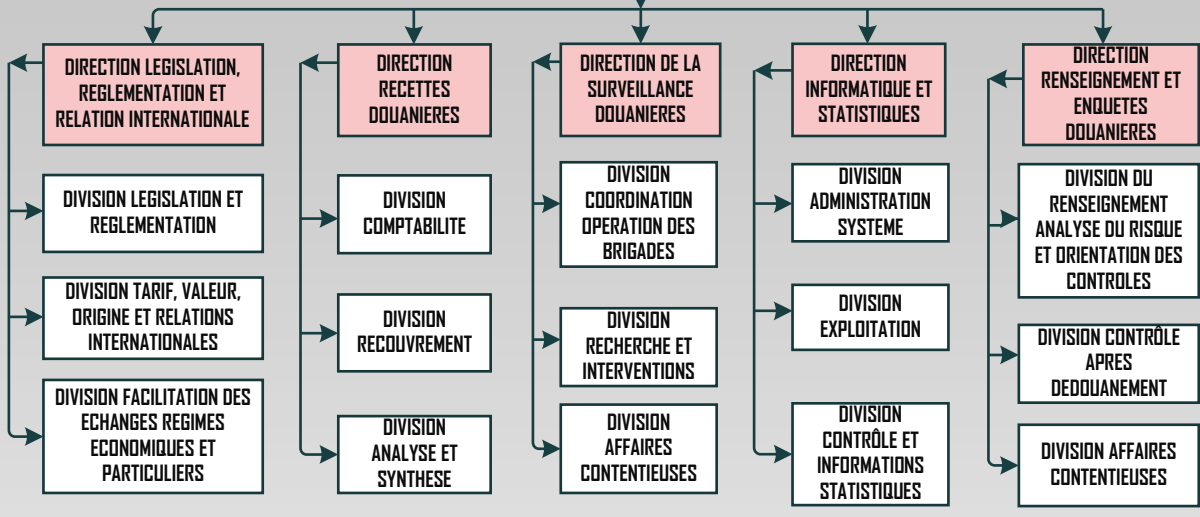 DIRECTION LEGISLATION,
REGLEMENTATION ET
RELATION INTERNATIONALE
DIVISION LEGISLATION ET
REGLEMENTATION
DIVISION TARIF, VALEUR,
ORIGINE ET RELATIONS
INTERNATIONALES
DIVISION FACILITATION DES
ECHANGES REGIMES
ECONOMIQUES ET
PARTICULIERS
DIRECTION
RECETTES
DOUANIERES
DIVISION
COMPTABILITE
DIVISION
RECOUVREMENT
DIVISION
ANALYSE ET
SYNTHESE
DIRECTION DE LA
SURVEILLANCE
DOUANIERES
DIVISION
COORDINATION
OPERATION DES
BRIGADES
DIVISION
RECHERCHE ET
INTERVENTIONS
DIVISION
AFFAIRES
CONTENTIEUSES
DIRECTION
INFORMATIQUE ET
STATISTIQUES
DIVISION
ADMINISTRATION
SYSTEME
DIVISION
EXPLOITATION
DIVISION
CONTRÔLE ET
INFORMATIONS
STATISTIQUES
DIRECTION
RENSEIGNEMENT ET
ENQUETES
DOUANIERES
DIVISION DU
RENSEIGNEMENT
ANALYSE DU RISQUE
ET ORIENTATION DES
CONTROLES
DIVISION CONTRÔLE
APRES
DEDOUANEMENT
DIVISION AFFAIRES
CONTENTIEUSES